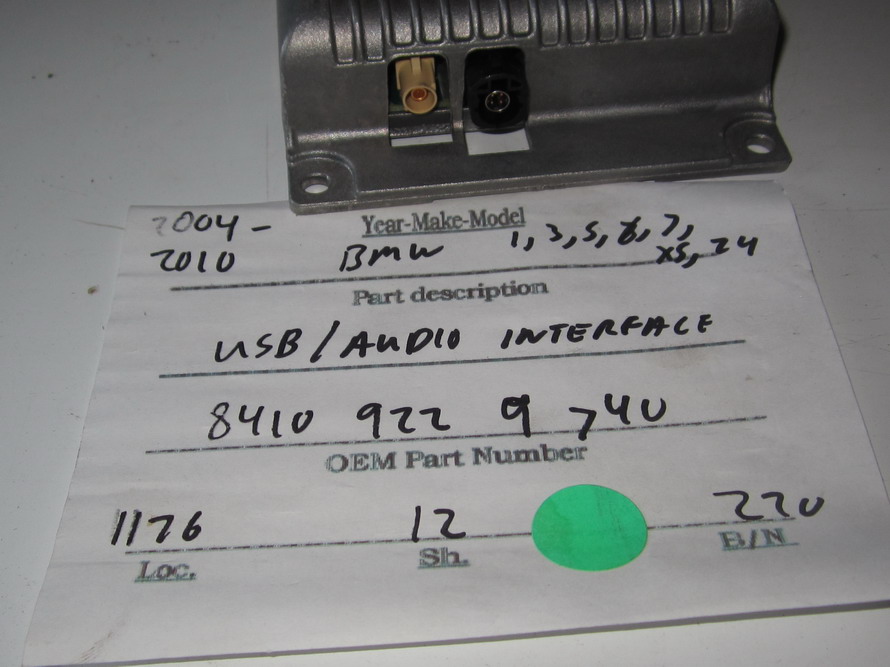 2004-
Year-Make-Model
2010 BMW 1, 3, 5, 6, 7,
X5, Z4
Part description
USB/AUDIO INTERFACE
8410 922 9 740
OEM Part Number
1176 12 220
Loc. Sh. B/N